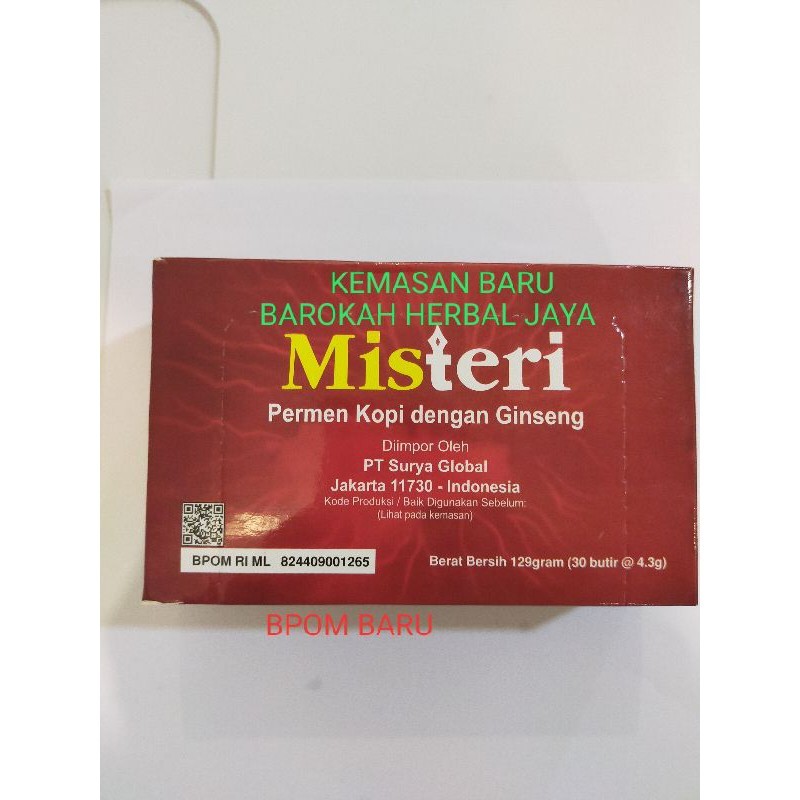 KEMASAN BARU
BAROKAH HERBAL JAYA
Misteri
Permen Kopi dengan Ginseng
Diimpor Oleh
PT Surya Global
Jakarta 11730 - Indonesia
Kode Produksi / Baik Digunakan Sebelum:
(Lihat pada kemasan)
BPOM RI ML 824409001265
Berat Bersih 129gram (30 butir @ 4.3g)
BPOM BARU